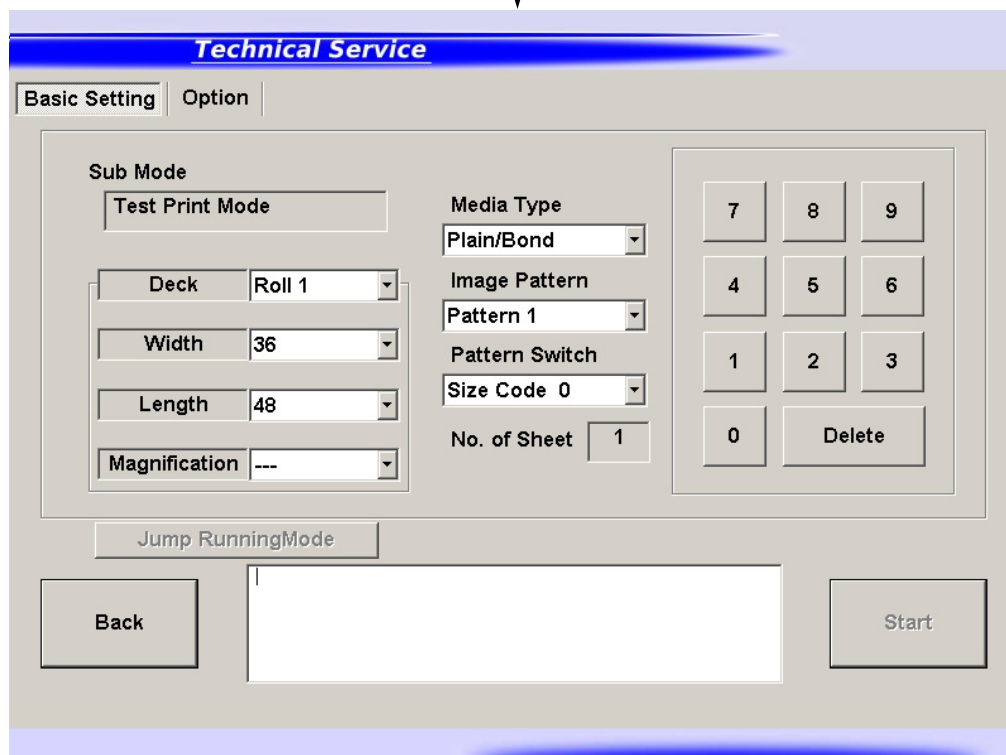 Technical Service
Basic Setting Option
Sub Mode
Test Print Mode
Deck Roll 1
Width 36
Length 48
Magnification ---
Media Type
Plain/Bond
Image Pattern
Pattern 1
Pattern Switch
Size Code 0
No. of Sheet 1
7 8 9
4 5 6
1 2 3
0 Delete
Jump RunningMode
Back
Start